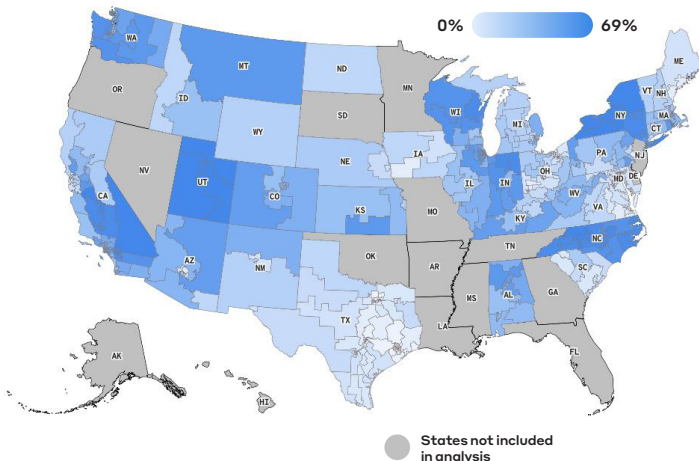 0% 69%
WA
ME
MT
ND
VT
NH
OR
MN
ID
WI
NY
MA
SD
MI
CT
WY
IA
PA
NJ
NE
OH
MD
DE
NV
UT
IL
IN
WV
CO
VA
CA
KS
MO
KY
NC
TN
AZ
NM
OK
AR
SC
MS
AL
GA
TX
LA
AK
FL
HI
States not included
in analysis